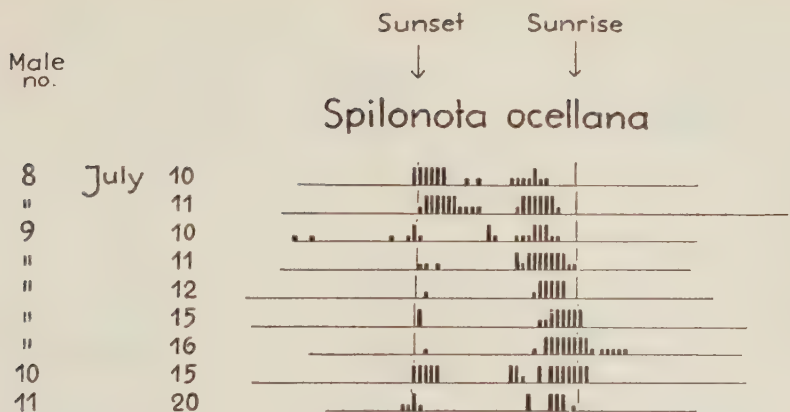 Sunset Sunrise
Male
no.
Spilonota ocellana
8 July 10
" 11
9 10
" 11
" 12
" 15
" 16
10 15
11 20